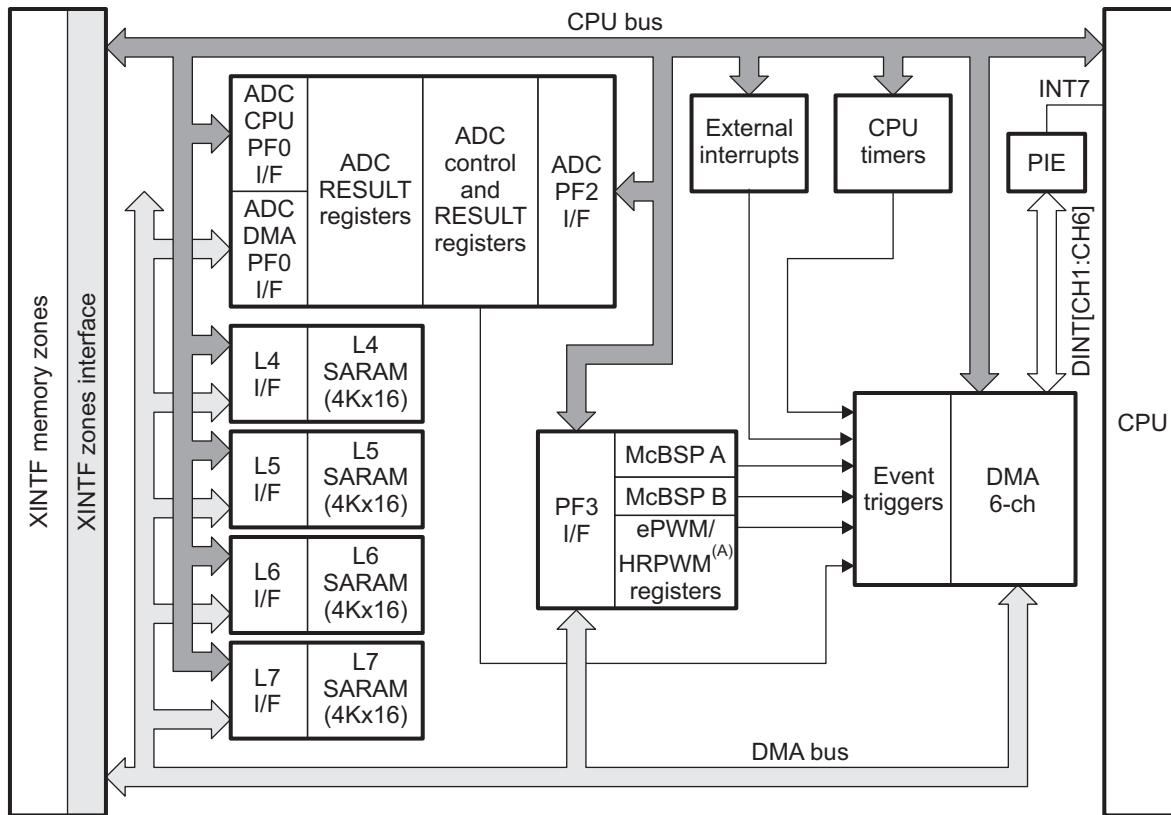 CPU bus
XINTF memory zones
XINTF zones interface
ADC
CPU
PF0
I/F
ADC
DMA
PF0
I/F
ADC
RESULT
registers
ADC
control
and
RESULT
registers
ADC
PF2
I/F
External
interrupts
CPU
timers
INT7
PIE
DINT[CH1:CH6]
CPU
L4
I/F
L4
SARAM
(4Kx16)
L5
I/F
L5
SARAM
(4Kx16)
L6
I/F
L6
SARAM
(4Kx16)
L7
I/F
L7
SARAM
(4Kx16)
PF3
I/F
McBSP A
McBSP B
ePWM/
HRPWM(A)
registers
Event
triggers
DMA
6-ch
DMA bus